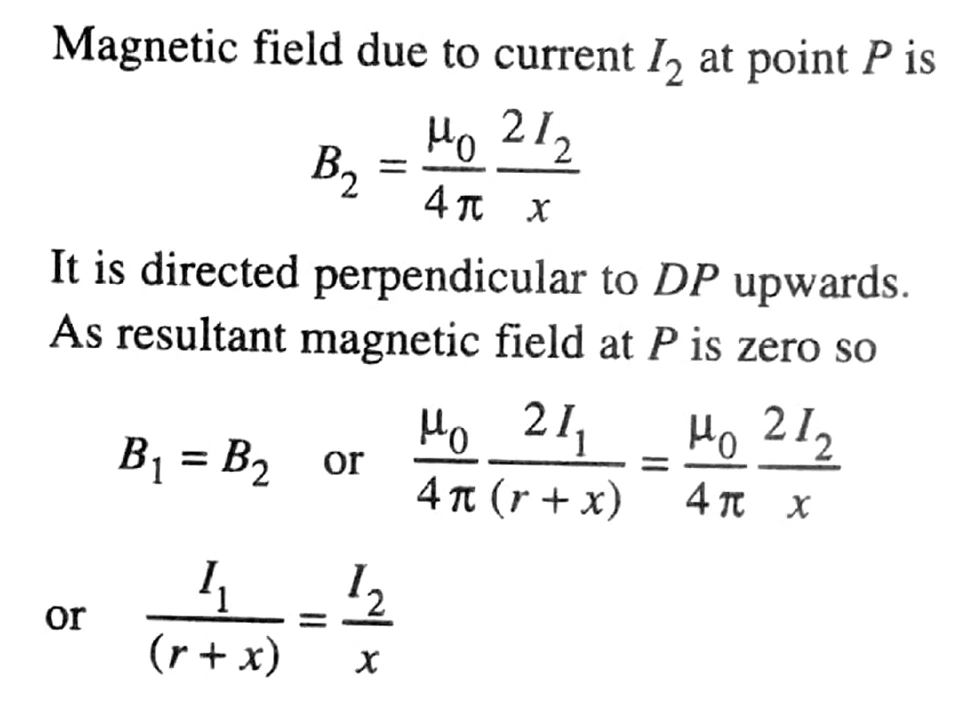 Magnetic field due to current I₂ at point P is
B₂ = μ₀/4π 2I₂/x
It is directed perpendicular to DP upwards.
As resultant magnetic field at P is zero so
B₁ = B₂ or μ₀/4π 2I₁/(r + x) = μ₀/4π 2I₂/x
or I₁/(r + x) = I₂/x